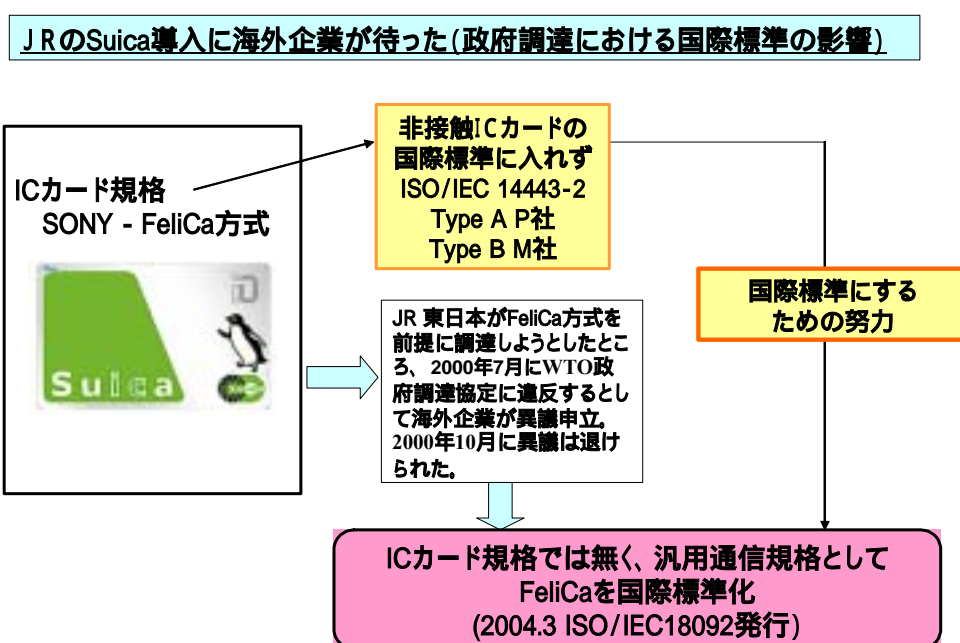 ＪＲのSuica導入に海外企業が待った(政府調達における国際標準の影響)
ICカード規格
SONY - FeliCa方式
Suica
非接触ICカードの
国際標準に入れず
ISO/IEC 14443-2
Type A P社
Type B M社
JR 東日本がFeliCa方式を
前提に調達しようとしたとこ
ろ、2000年7月にWTO政
府調達協定に違反するとし
て海外企業が異議申立。
2000年10月に異議は退け
られた。
国際標準にする
ための努力
ICカード規格では無く、汎用通信規格として
FeliCaを国際標準化
(2004.3 ISO/IEC18092発行)